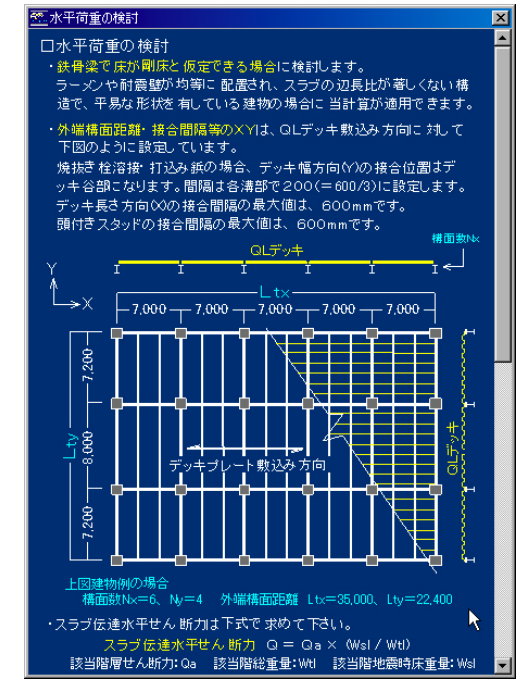 水平荷重の検討
□水平荷重の検討
・鉄骨梁で床が剛床と仮定できる場合に検討します。
ラーメンや耐震壁が均等に配置され、スラブの辺長比が著しくない構
造で、平易な形状を有している建物の場合に当計算が適用できます。
・外端構面距離・接合間隔等のXYは、QLデッキ敷込み方向に対して
下図のように設定しています。
焼抜き栓溶接・打込み鋲の場合、デッキ幅方向(Y)の接合位置はデ
ッキ谷部になります。間隔は各溝部で200(=600/3)に設定します。
デッキ長さ方向(X)の接合間隔の最大値は、600mmです。
頭付きスタッドの接合間隔の最大値は、600mmです。
構面数Nx
QLデッキ
Y
X
Ltx
7,000 7,000 7,000 7,000 7,000
7,200
Lty
8,000
7,200
デッキプレート敷込み方向
QLデッキ
上図建物例の場合
構面数Nx=6、Ny=4 外端構面距離 Ltx=35,000、Lty=22,400
・スラブ伝達水平せん断力は下式で求めて下さい。
スラブ伝達水平せん断力 Q = Qa × (Wsl / Wtl)
該当階層せん断力:Qa 該当階総重量:Wtl 該当階地震時床重量:Wsl